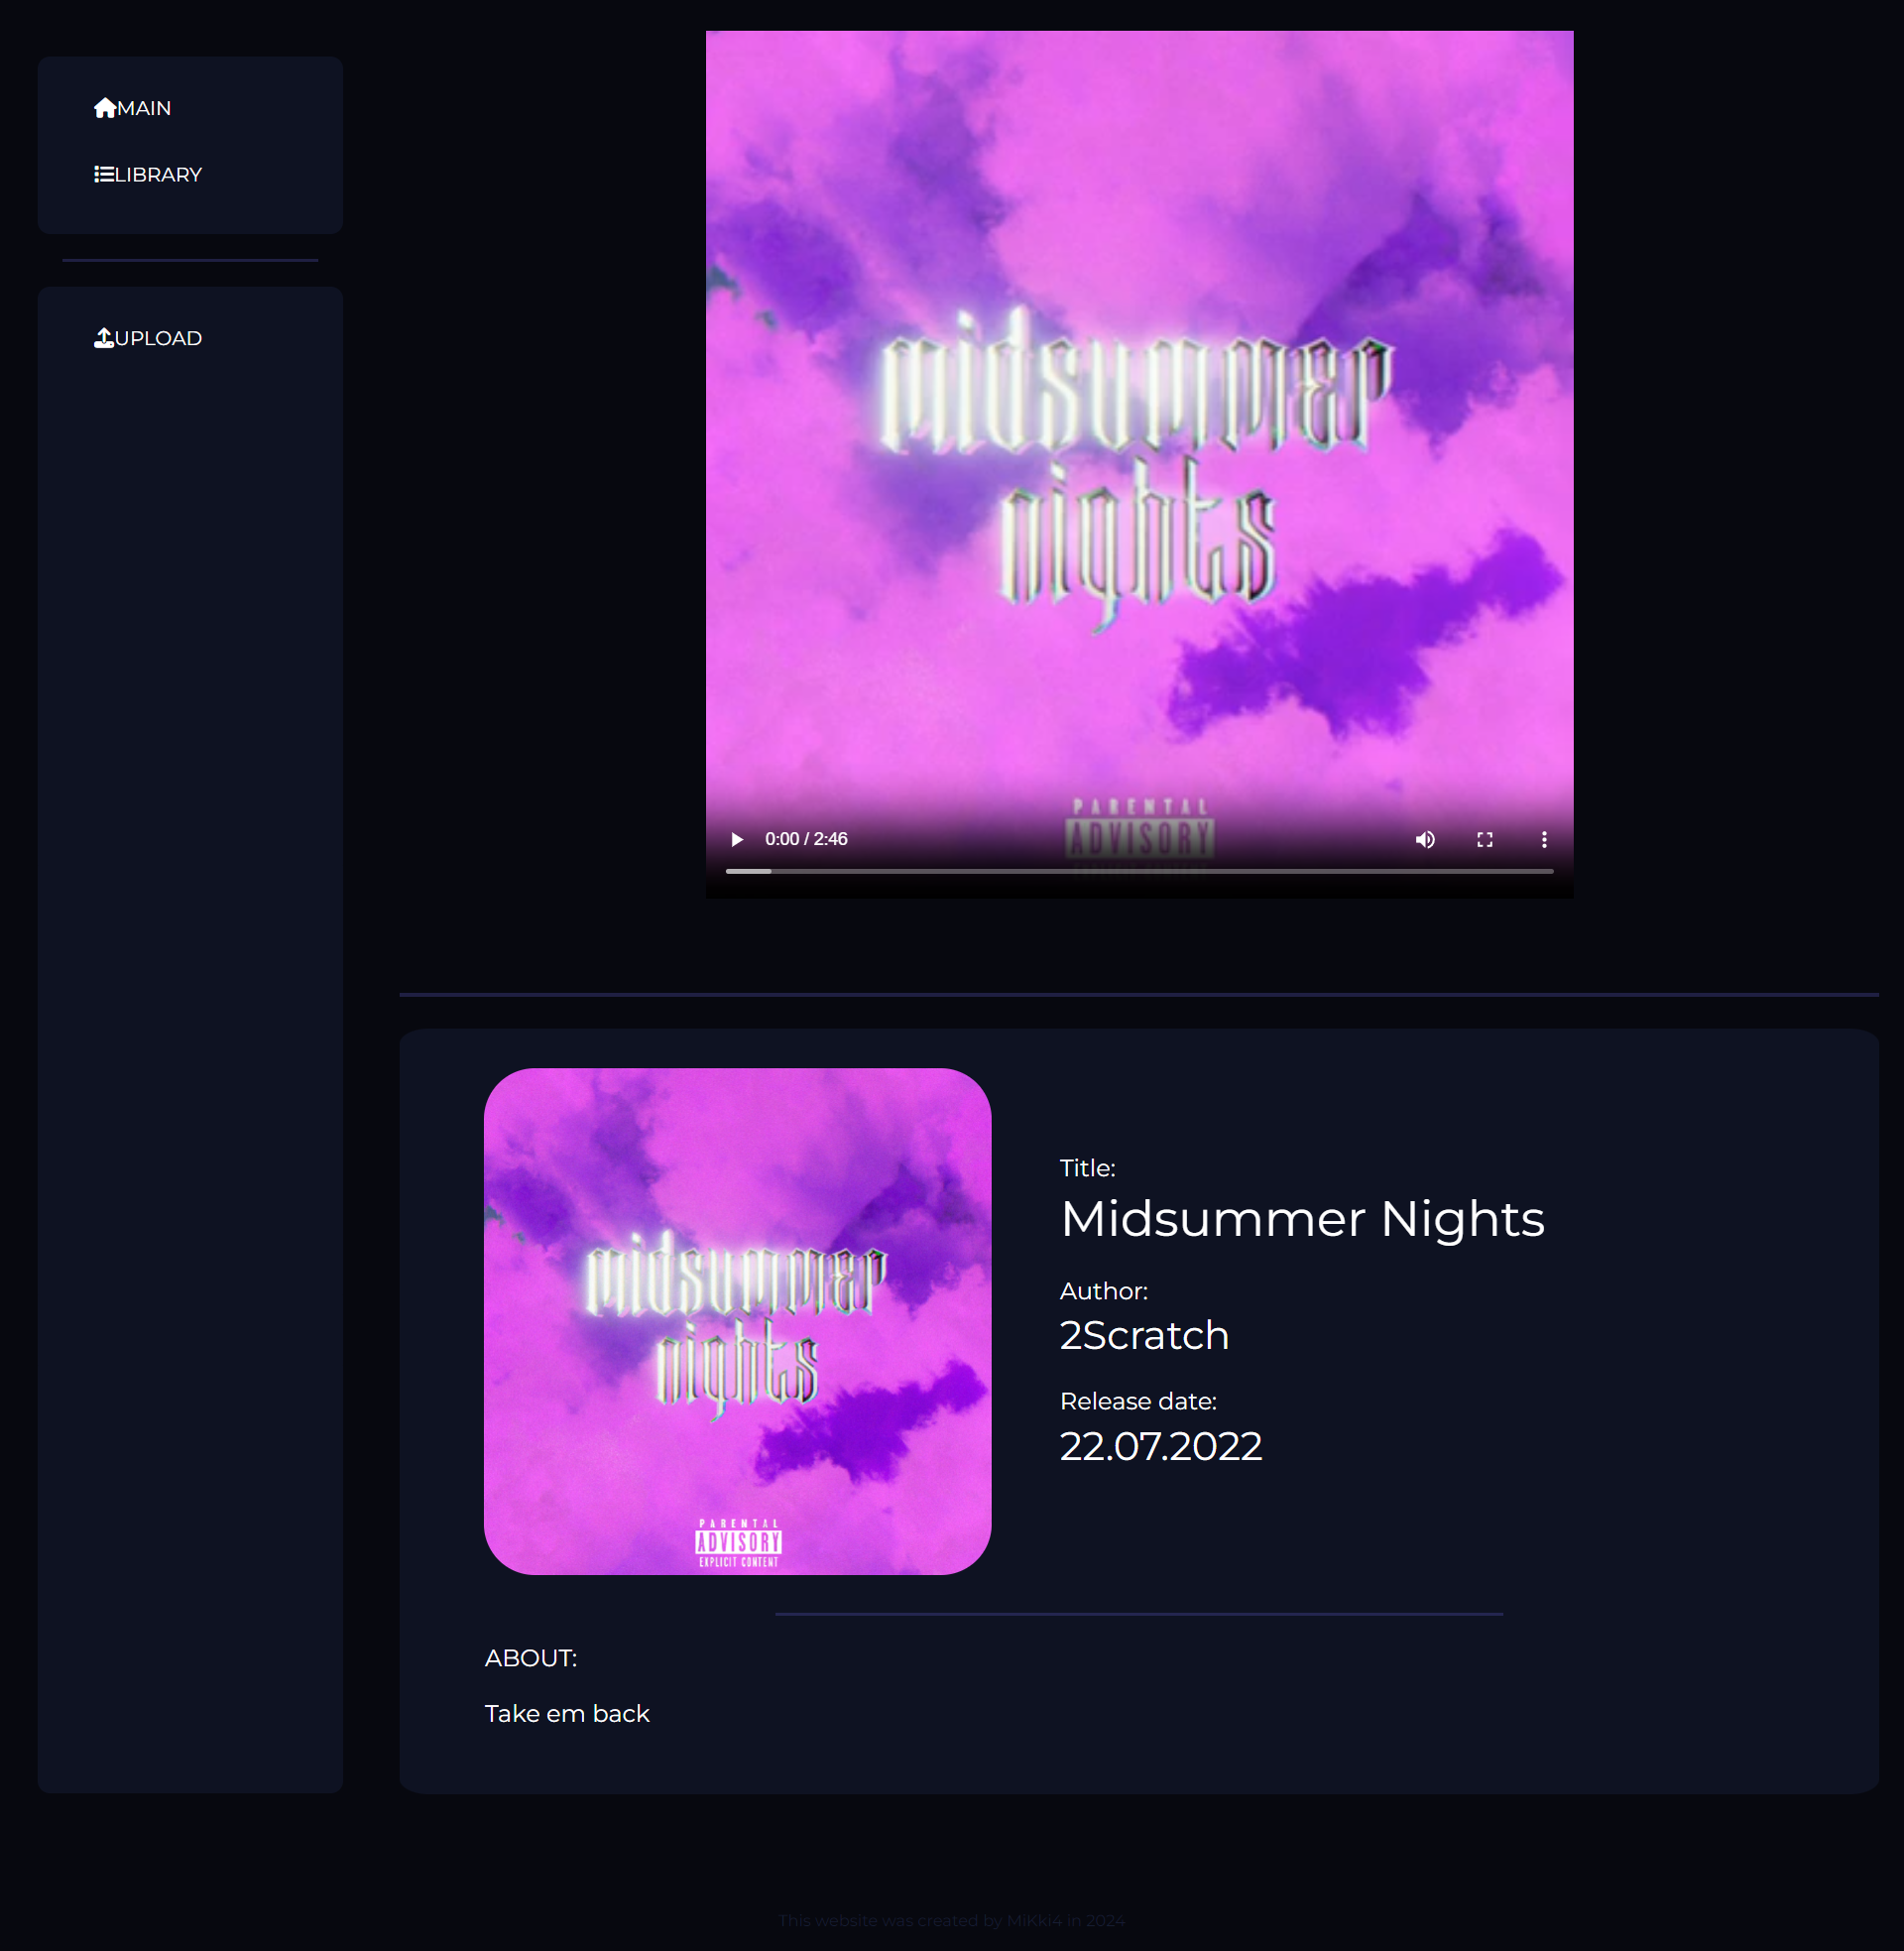 MAIN
LIBRARY
UPLOAD
midsummer
nights
PARENTAL
ADVISORY
0:00 / 2:46
midsummer
nights
PARENTAL
ADVISORY
EXPLICIT CONTENT
Title:
Midsummer Nights
Author:
2Scratch
Release date:
22.07.2022
ABOUT:
Take em back
This website was created by MiKki4 in 2024